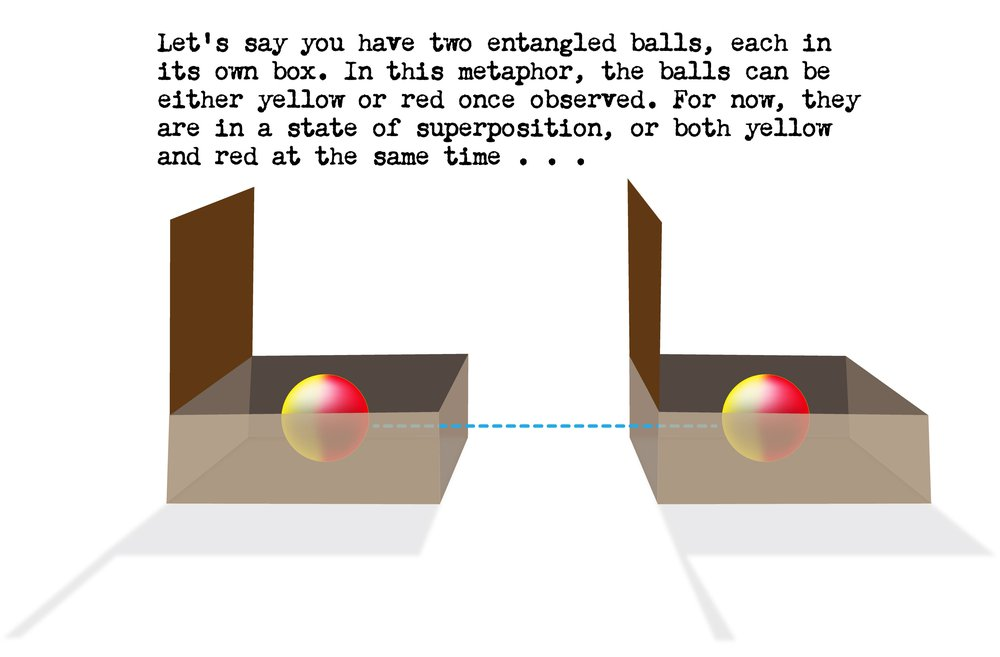 Let's say you have two entangled balls, each in
its own box. In this metaphor, the balls can be
either yellow or red once observed. For now, they
are in a state of superposition, or both yellow
and red at the same time . . .